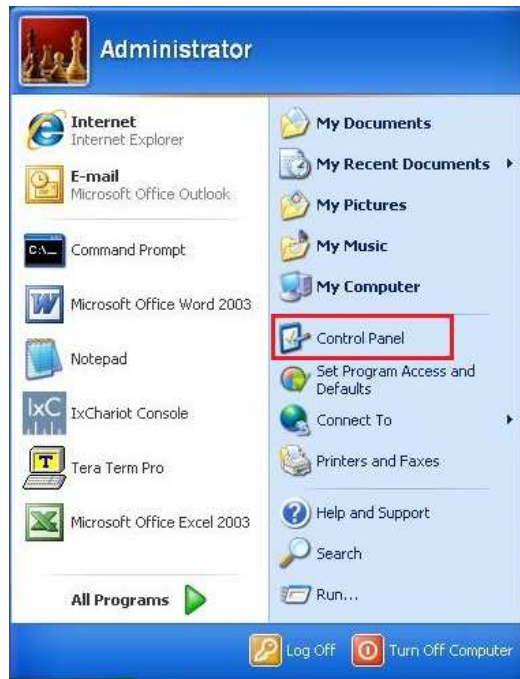 Administrator
Internet
Internet Explorer
E-mail
Microsoft Office Outlook
C:\_
Command Prompt
Microsoft Office Word 2003
Notepad
IxC
IxChariot Console
Tera Term Pro
Microsoft Office Excel 2003
All Programs
My Documents
My Recent Documents
My Pictures
My Music
My Computer
Control Panel
Set Program Access and
Defaults
Connect To
Printers and Faxes
Help and Support
Search
Run...
Log Off
Turn Off Computer